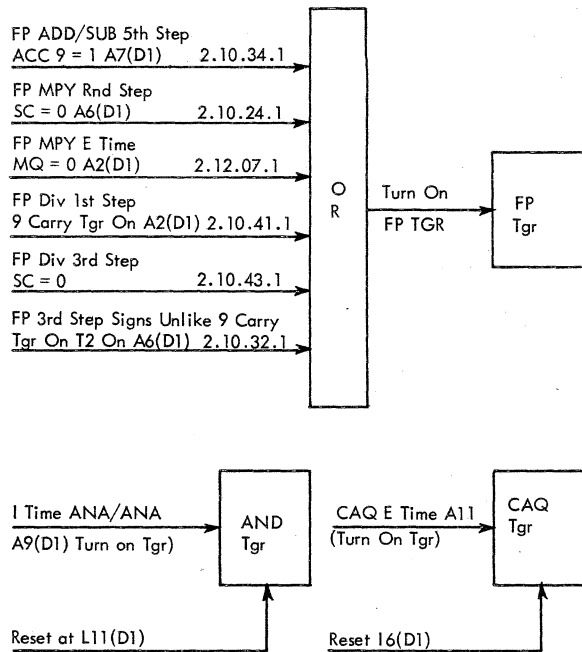 FP ADD/SUB 5th Step
ACC 9 = 1 A7(D1) 2.10.34.1
FP MPY Rnd Step
SC = 0 A6(D1) 2.10.24.1
FP MPY E Time
MQ = 0 A2(D1) 2.12.07.1
FP Div 1st Step
9 Carry Tgr On A2(D1) 2.10.41.1
FP Div 3rd Step
SC = 0 2.10.43.1
FP 3rd Step Signs Unlike 9 Carry
Tgr On T2 On A6(D1) 2.10.32.1
O
R
Turn On
FP TGR
FP
Tgr
I Time ANA/ANA
A9(D1) Turn on Tgr)
AND
Tgr
Reset at L11(D1)
CAQ E Time A11
(Turn On Tgr)
CAQ
Tgr
Reset I6(D1)